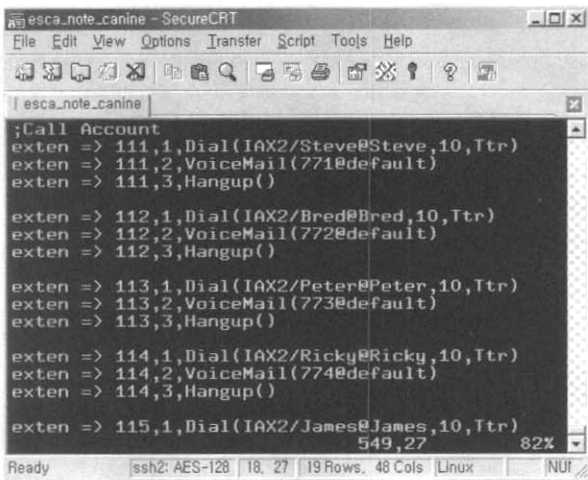 esca_note_canine - SecureCRT
File Edit View Options Transfer Script Tools Help
esca_note_canine
;Call Account
exten => 111,1,Dial(IAX2/Steve@Steve,10,Ttr)
exten => 111,2,VoiceMail(771@default)
exten => 111,3,Hangup()
exten => 112,1,Dial(IAX2/Bred@Bred,10,Ttr)
exten => 112,2,VoiceMail(772@default)
exten => 112,3,Hangup()
exten => 113,1,Dial(IAX2/Peter@Peter,10,Ttr)
exten => 113,2,VoiceMail(773@default)
exten => 113,3,Hangup()
exten => 114,1,Dial(IAX2/Ricky@Ricky,10,Ttr)
exten => 114,2,VoiceMail(774@default)
exten => 114,3,Hangup()
exten => 115,1,Dial(IAX2/James@James,10,Ttr)
549,27 82%
Ready ssh2: AES-128 18, 27 19 Rows, 48 Cols Linux NUM